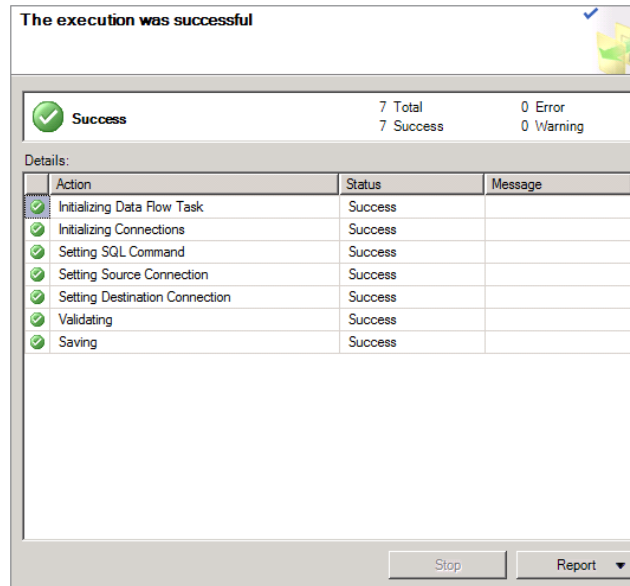 The execution was successful
Success 7 Total 0 Error
7 Success 0 Warning
Details:
Action Status Message
Initializing Data Flow Task Success
Initializing Connections Success
Setting SQL Command Success
Setting Source Connection Success
Setting Destination Connection Success
Validating Success
Saving Success
Stop Report